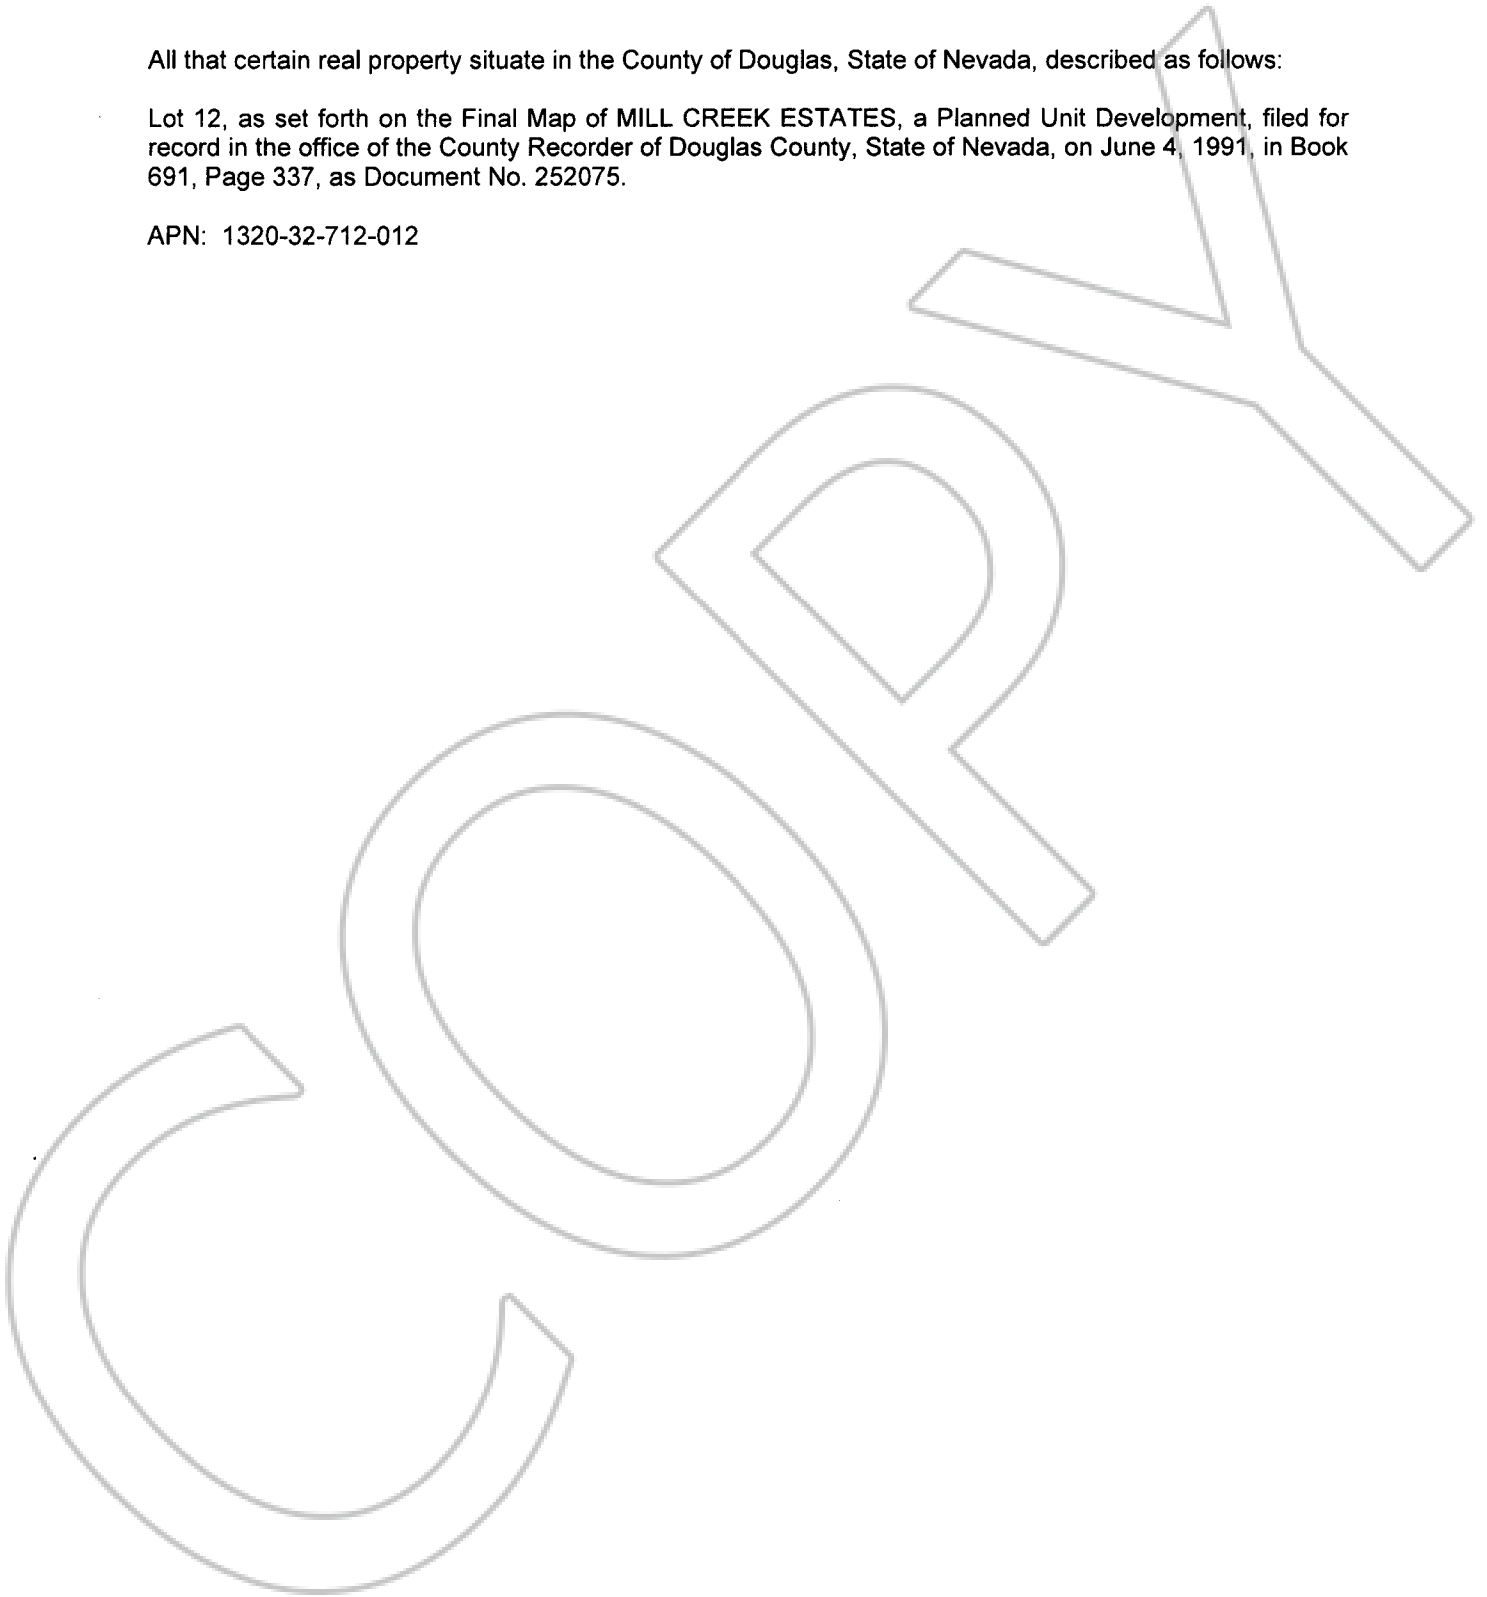 All that certain real property situate in the County of Douglas, State of Nevada, described as follows:
Lot 12, as set forth on the Final Map of MILL CREEK ESTATES, a Planned Unit Development, filed for
record in the office of the County Recorder of Douglas County, State of Nevada, on June 4, 1991, in Book
691, Page 337, as Document No. 252075.
APN: 1320-32-712-012
COPY